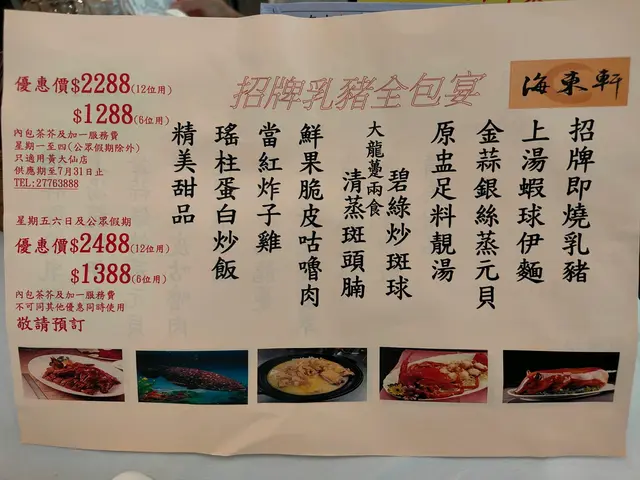 海東軒
招牌乳豬全包宴
招牌即燒乳豬
上湯蝦球伊麵
金蒜銀絲蒸元貝
原盅足料靚湯
碧綠炒斑球
大龍躉兩食
清蒸斑頭腩
鮮果脆皮咕嚕肉
當紅炸子雞
瑤柱蛋白炒飯
精美甜品
優惠價$2288(12位用)
$1288(6位用)
內包茶芥及加一服務費
星期一至四(公眾假期除外)
只適用黃大仙店
供應期至7月31日止
TEL:27763888
星期五六日及公眾假期
優惠價$2488(12位用)
$1388(6位用)
內包茶芥及加一服務費
不可同其他優惠同時使用
敬請預訂